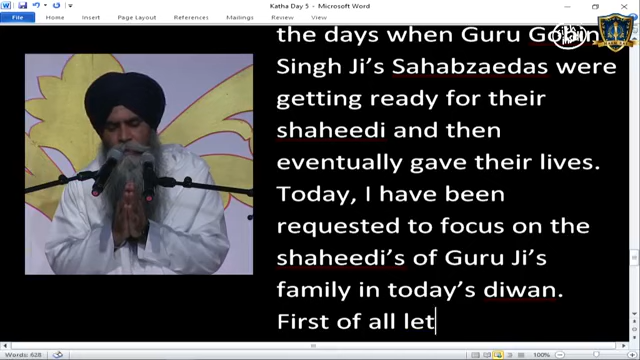 Katha Day 5 - Microsoft Word
File Home Insert Page Layout References Mailings Review View
the days when Guru Gobin
Singh Ji's Sahabzaedas were
getting ready for their
shaheedi and then
eventually gave their lives.
Today, I have been
requested to focus on the
shaheedi's of Guru Ji's
family in today's diwan.
First of all let
Words: 628
100%